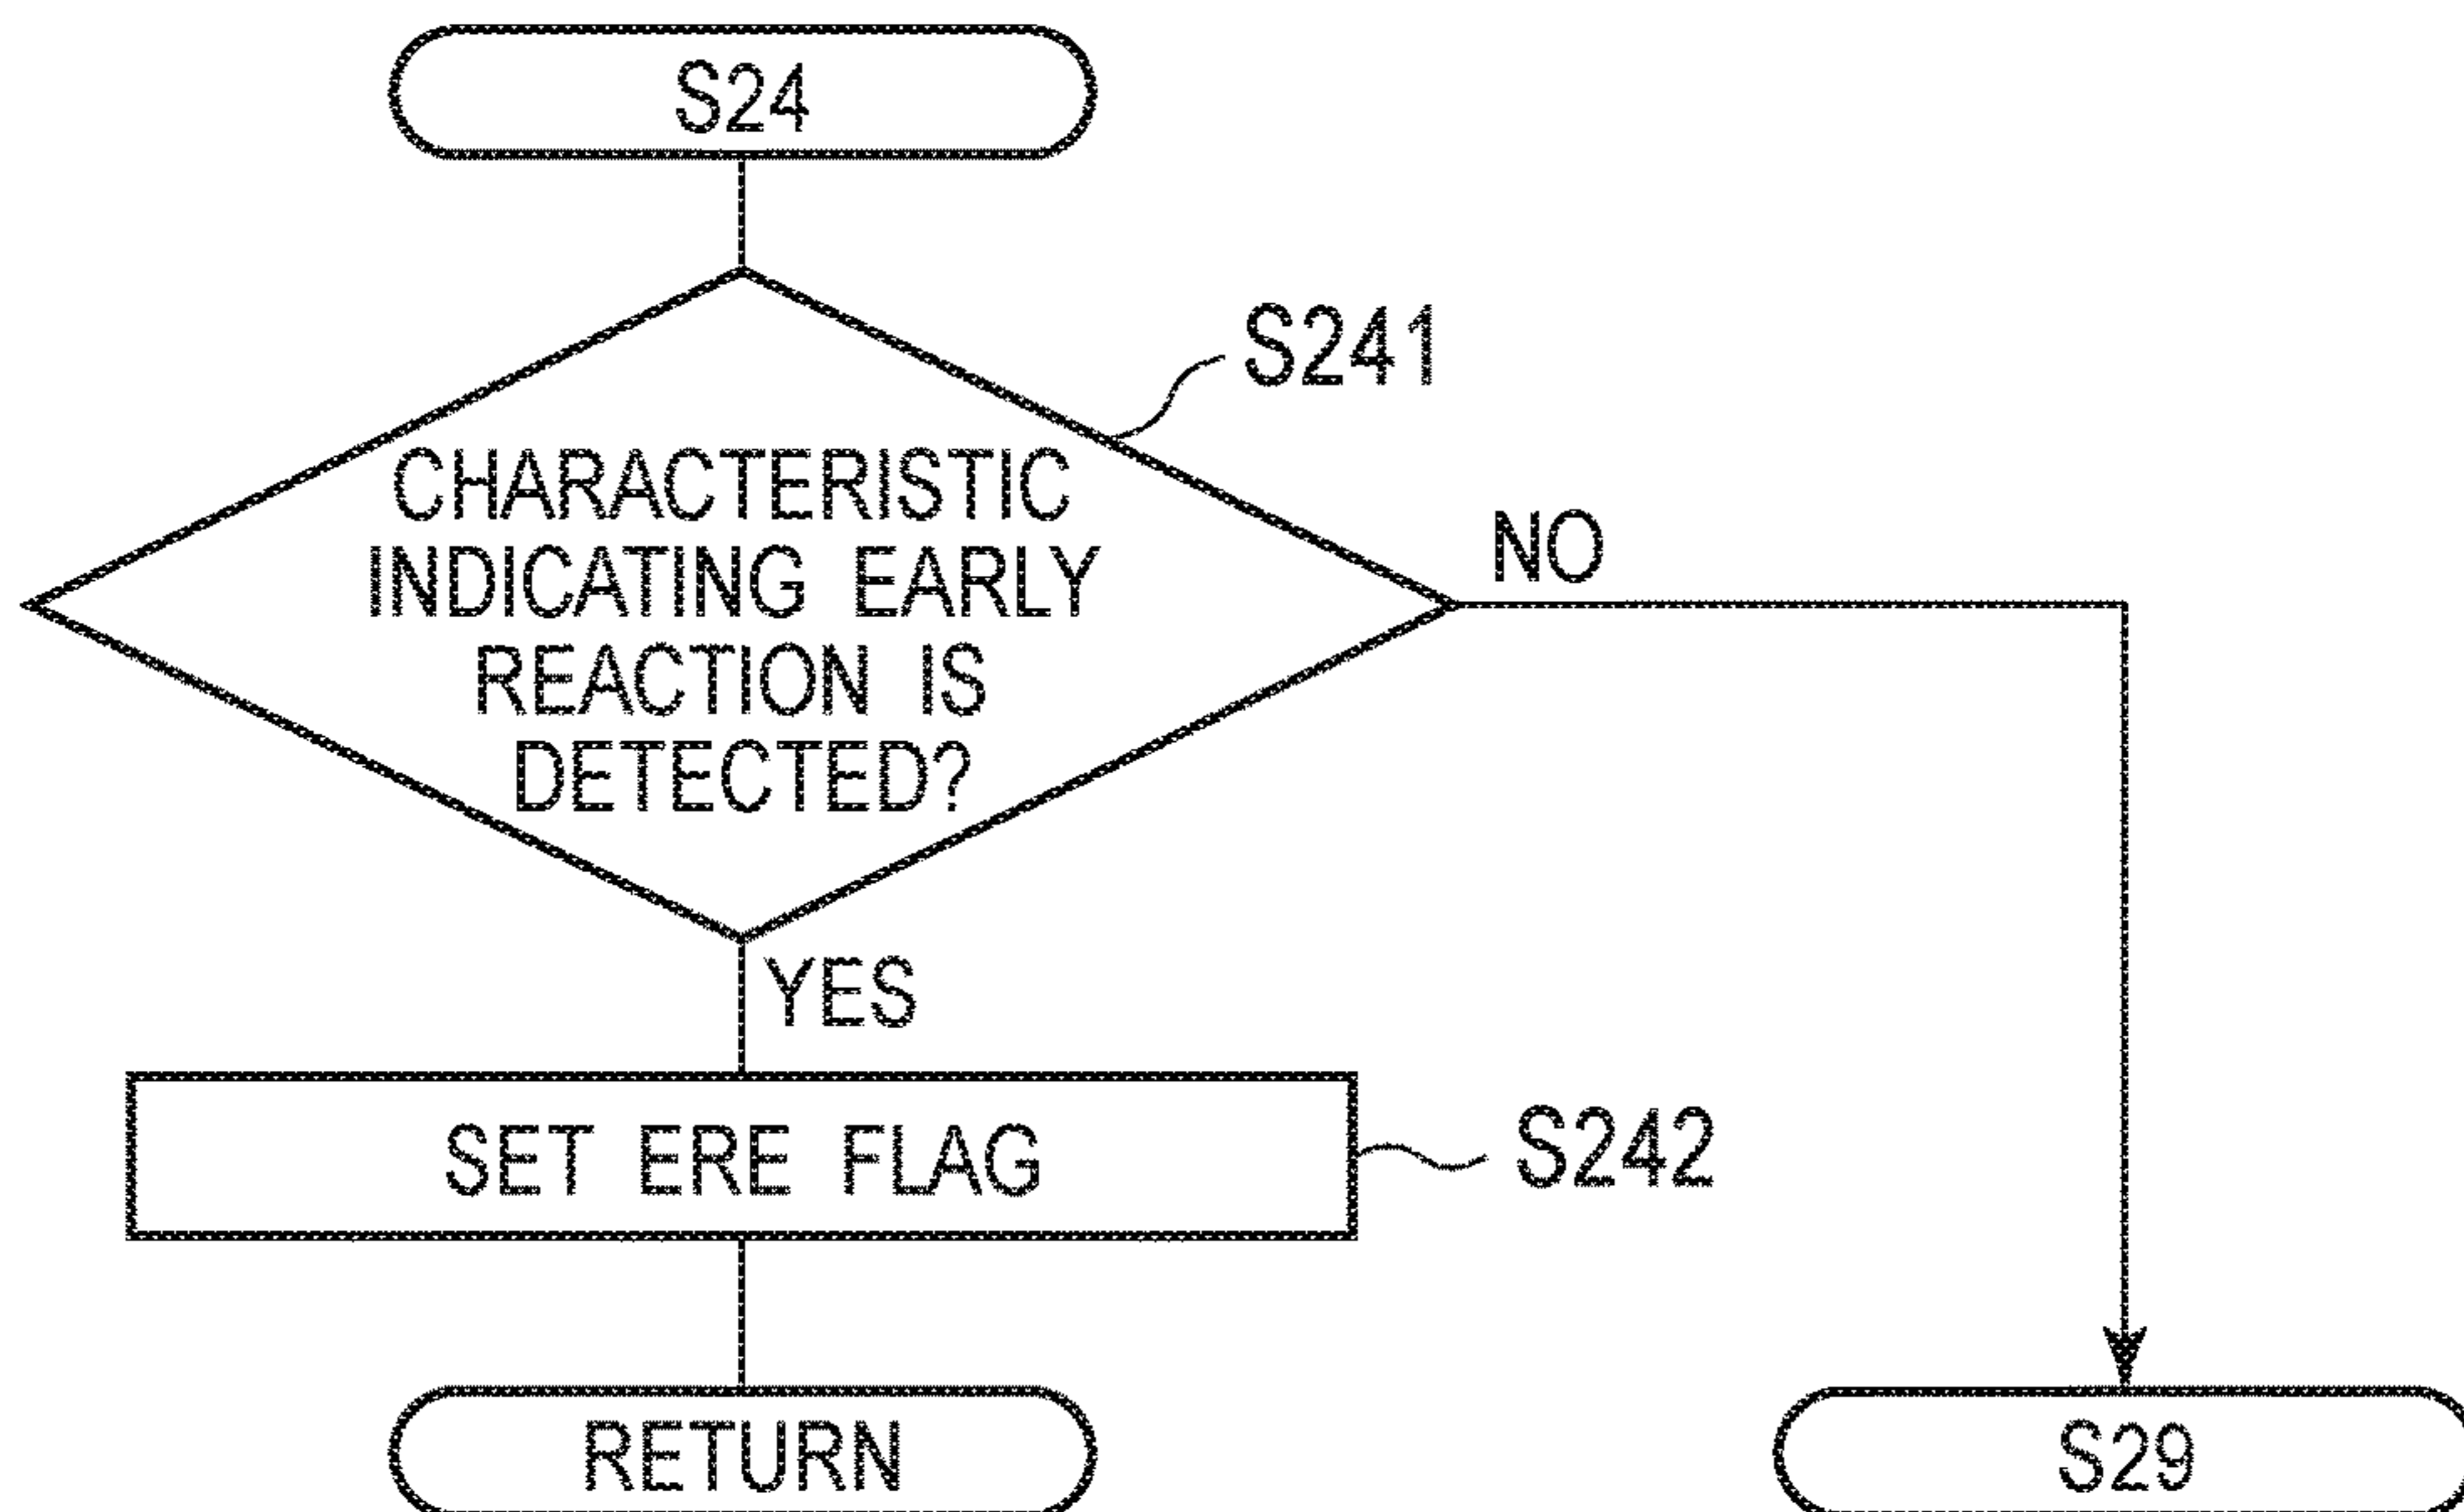 S24
S241
CHARACTERISTIC
INDICATING EARLY
REACTION IS
DETECTED?
NO
YES
SET ERE FLAG
S242
RETURN
S29